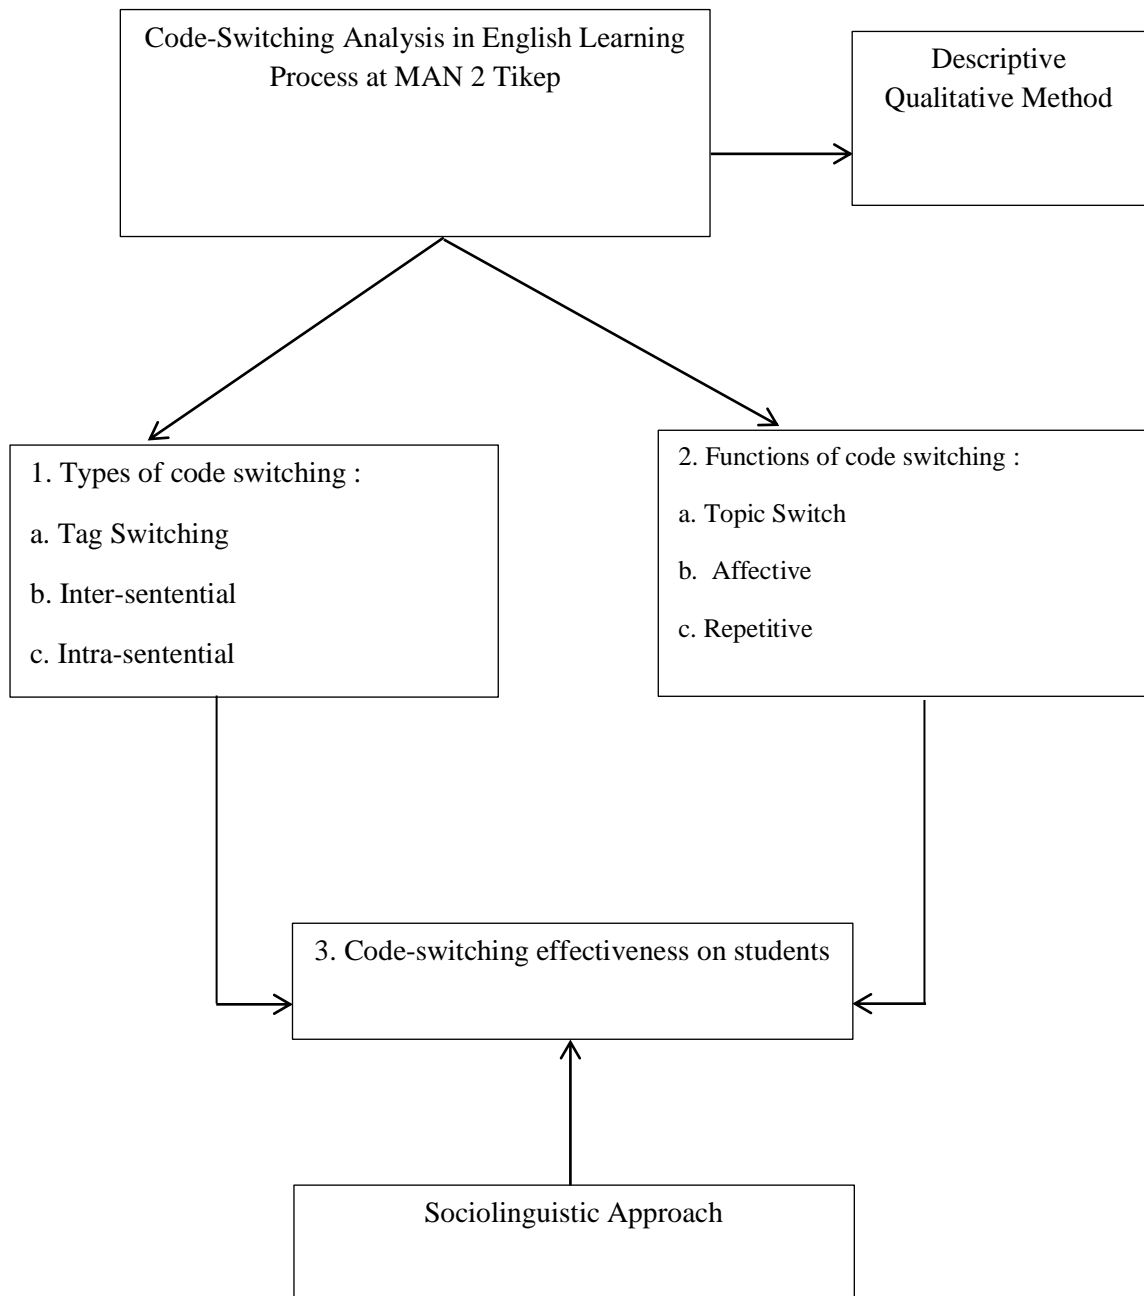 Code-Switching Analysis in English Learning
Process at MAN 2 Tikep
Descriptive
Qualitative Method
1. Types of code switching :
a. Tag Switching
b. Inter-sentential
c. Intra-sentential
2. Functions of code switching :
a. Topic Switch
b. Affective
c. Repetitive
3. Code-switching effectiveness on students
Sociolinguistic Approach